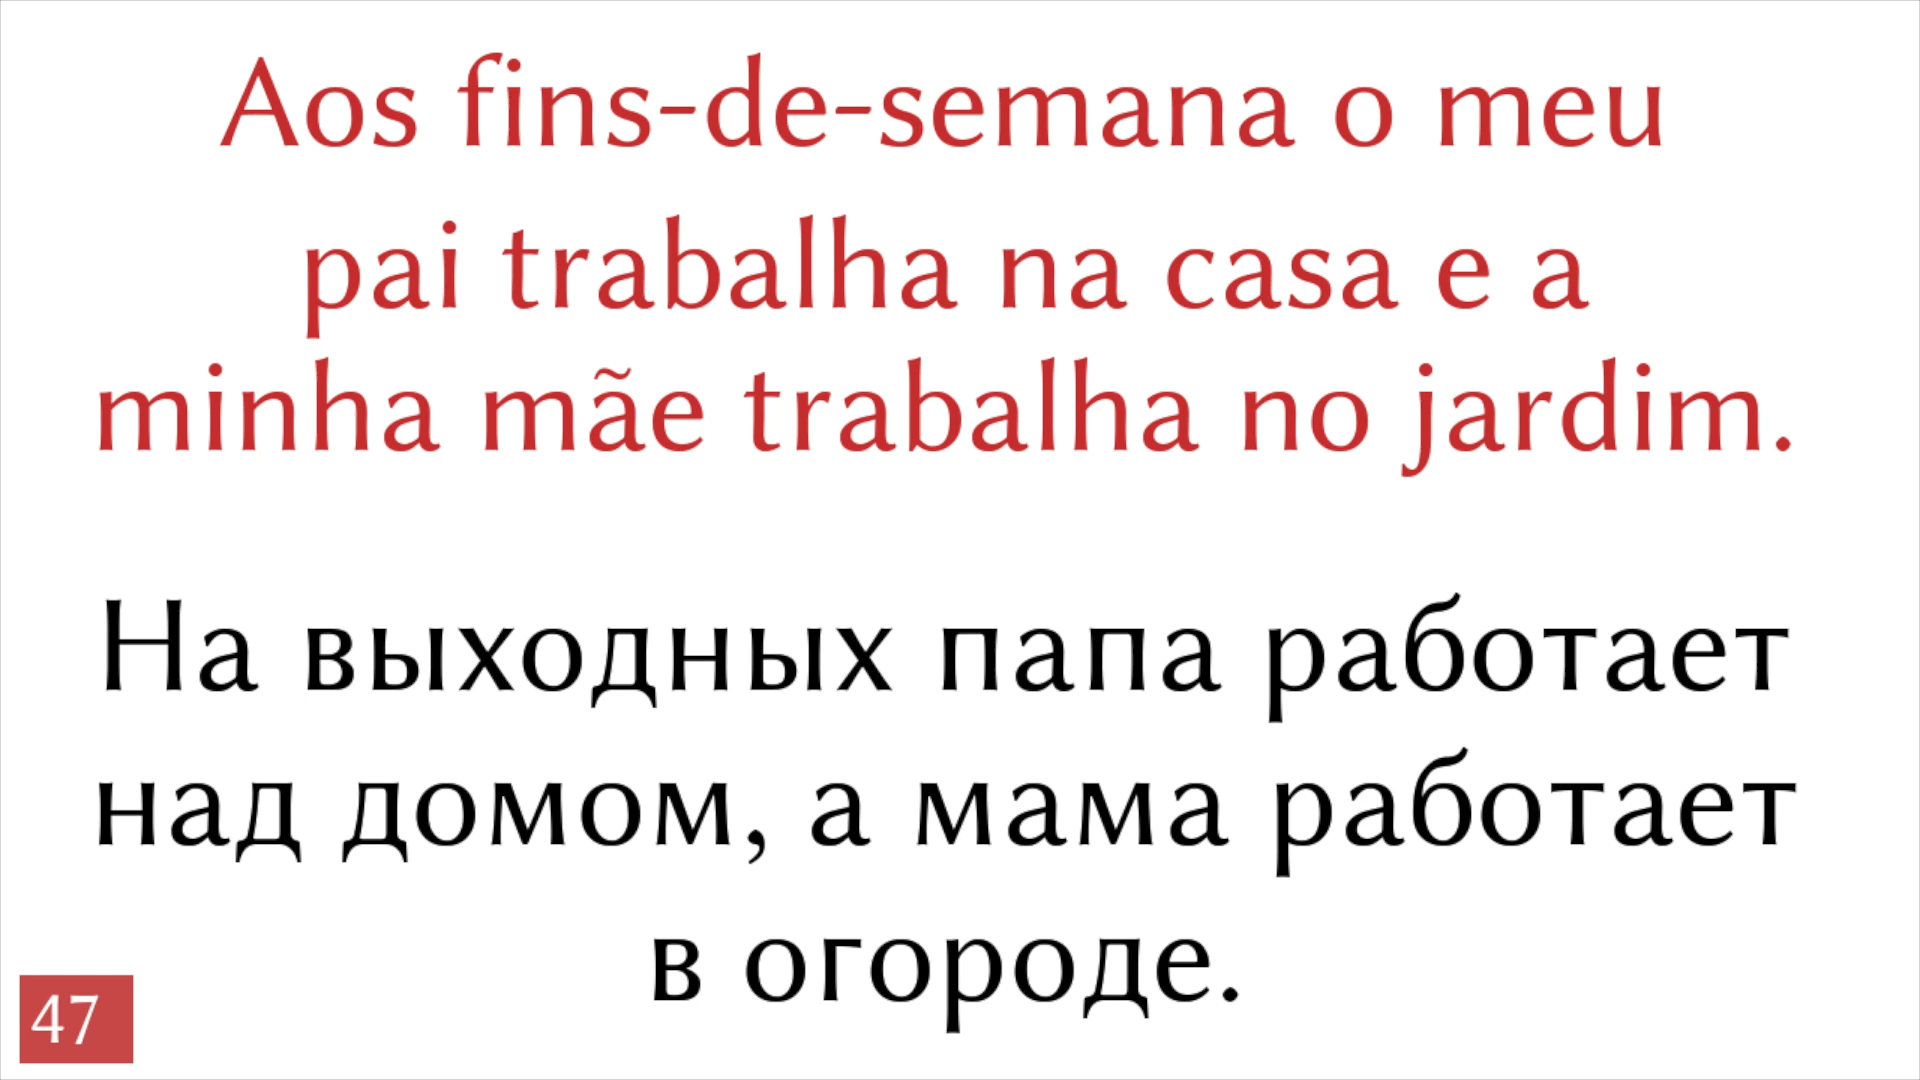 Aos fins-de-semana o meu
pai trabalha na casa e a
minha mãe trabalha no jardim.
На выходных папа работает
над домом, а мама работает
в огороде.
47